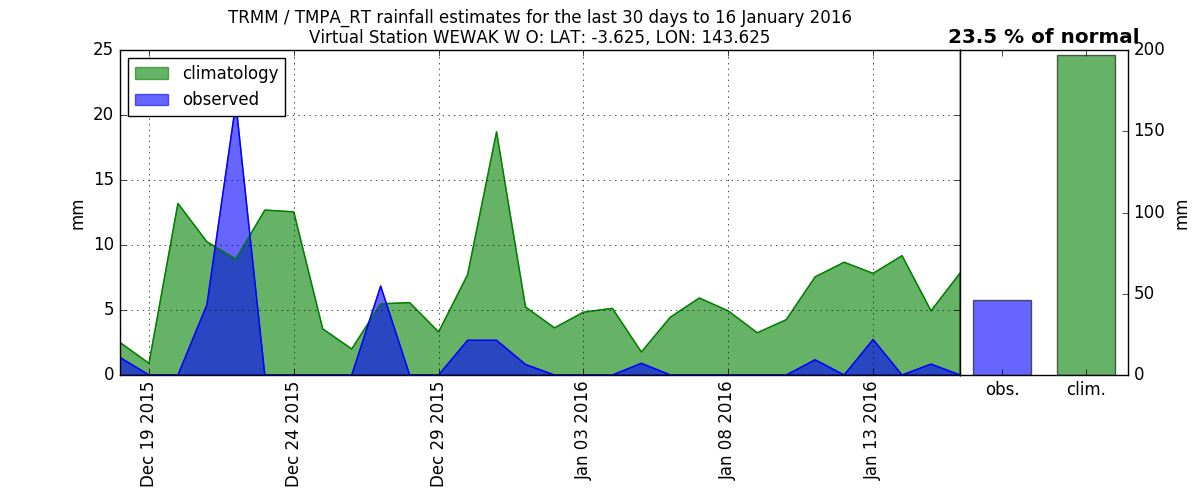 TRMM / TMPA_RT rainfall estimates for the last 30 days to 16 January 2016
Virtual Station WEWAK W O: LAT: -3.625, LON: 143.625
23.5 % of normal
climatology
observed
25
20
15
10
5
0
mm
Dec 19 2015
Dec 24 2015
Dec 29 2015
Jan 03 2016
Jan 08 2016
Jan 13 2016
obs.
clim.
200
150
100
50
0
mm